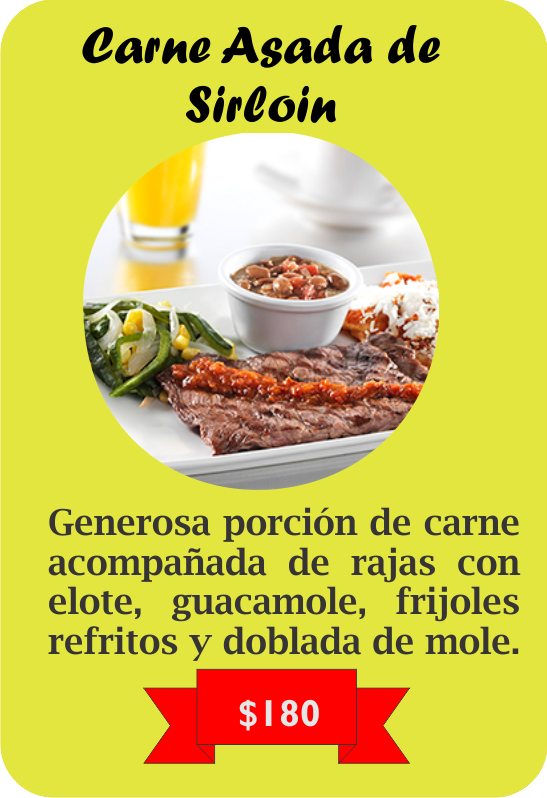 Carne Asada de
Sirloin
Generosa porción de carne
acompañada de rajas con
elote, guacamole, frijoles
refritos y doblada de mole.
$180